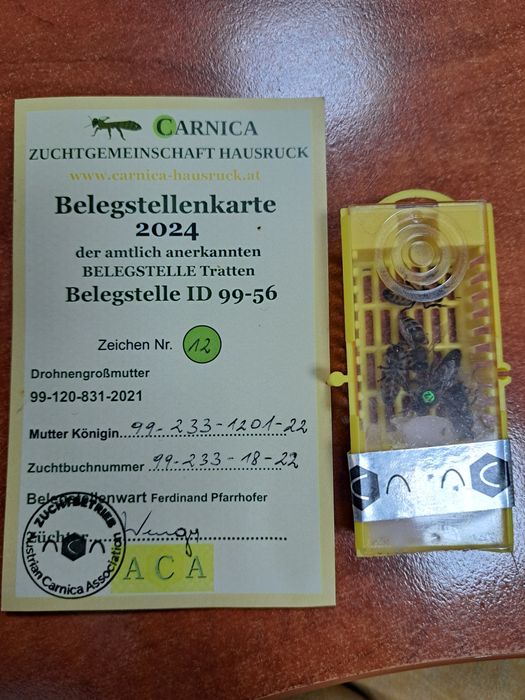 CARNICA
ZUCHTGEMEINSCHAFT HAUSRUCK
www.carnica-hausruck.at
Belegstellenkarte
2024
der amtlich anerkannten
BELEGSTELLE Tratten
Belegstelle ID 99-56
Zeichen Nr. 12
Drohnengroßmutter
99-120-831-2021
Mutter Königin 99-233-1201-22
Zuchtbuchnummer 99-233-18-22
Belegstellenwart Ferdinand Pfarrhofer
Züchter
ZUCHTBETRIEB
Austrian Carnica Association
ACA